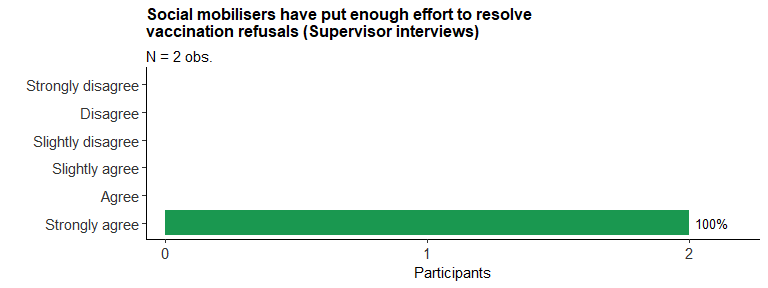 Social mobilisers have put enough effort to resolve
vaccination refusals (Supervisor interviews)
N = 2 obs.
Strongly disagree
Disagree
Slightly disagree
Slightly agree
Agree
Strongly agree
100%
0
1
2
Participants